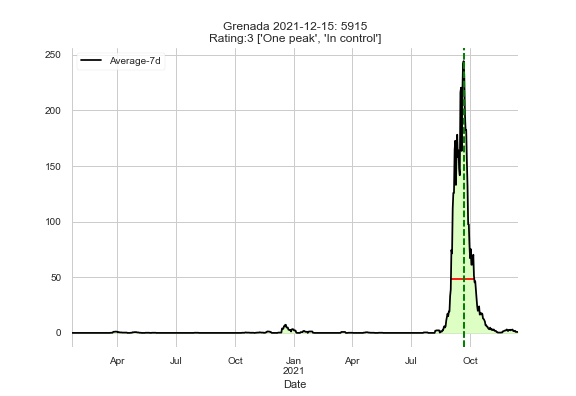 Grenada 2021-12-15: 5915
Rating:3 ['One peak', 'In control']
Average-7d
250
200
150
100
50
0
Apr Jul Oct Jan Apr Jul Oct
2021
Date